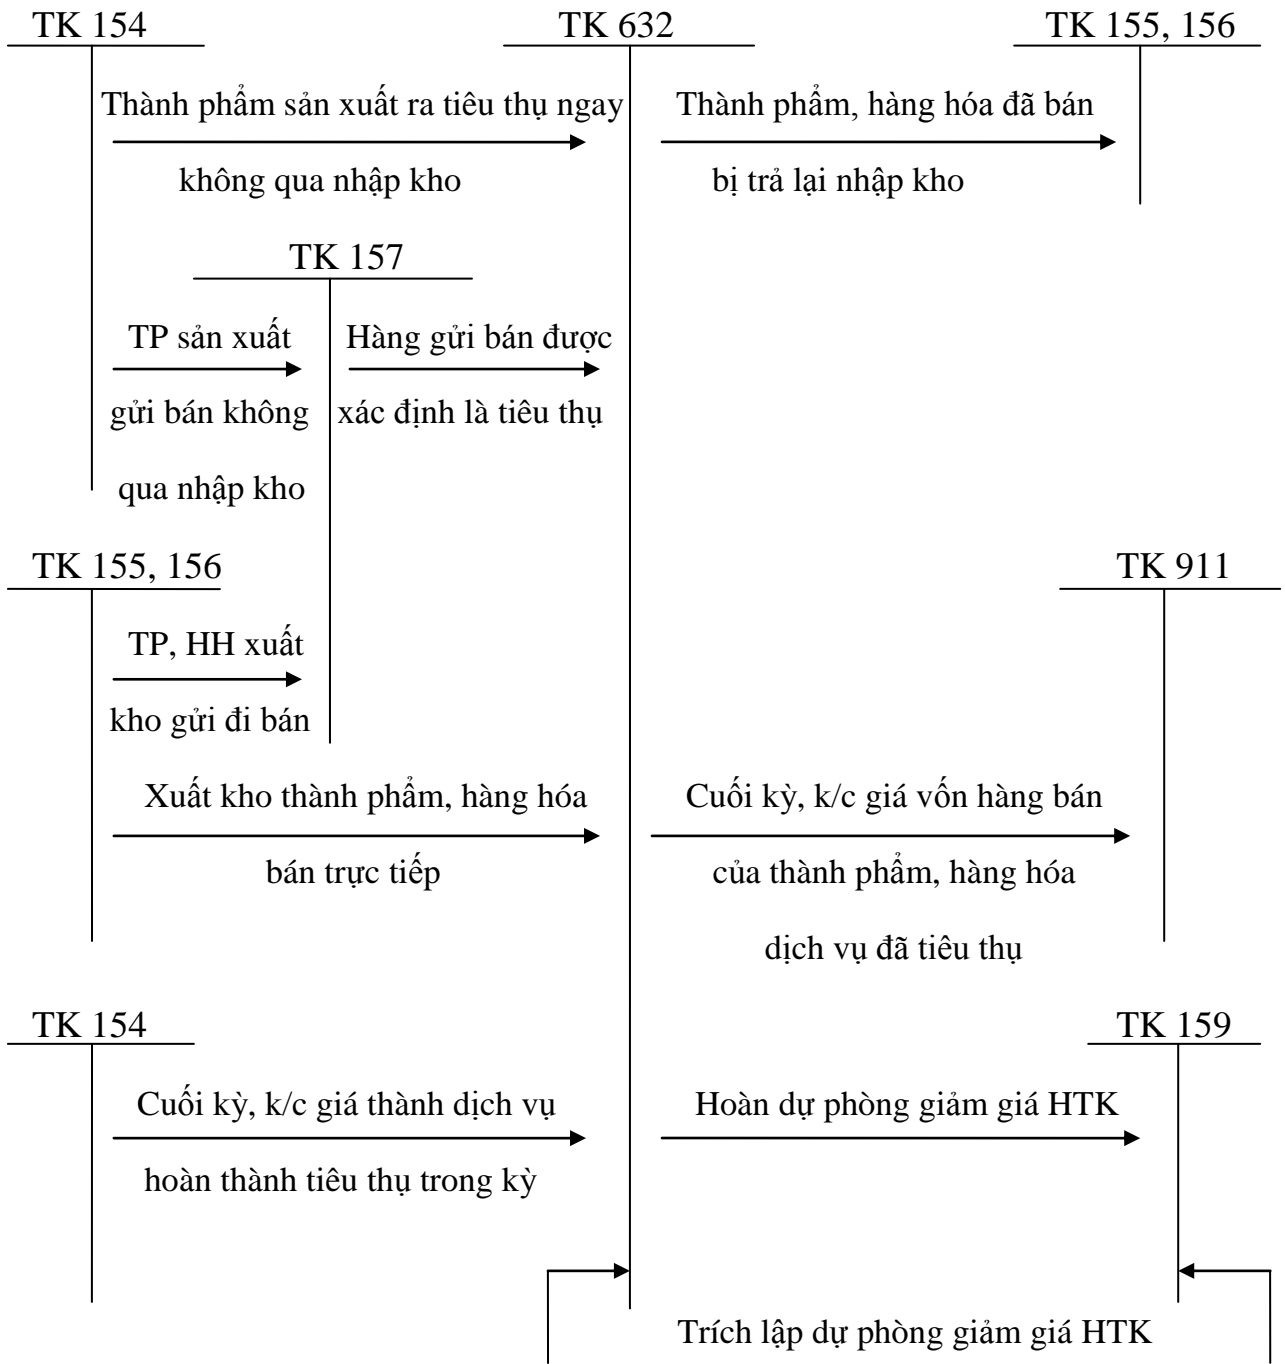 TK 154
TK 632
TK 155, 156
Thành phẩm sản xuất ra tiêu thụ ngay
không qua nhập kho
Thành phẩm, hàng hóa đã bán
bị trả lại nhập kho
TK 157
TP sản xuất
gửi bán không
qua nhập kho
Hàng gửi bán được
xác định là tiêu thụ
TK 155, 156
TK 911
TP, HH xuất
kho gửi đi bán
Xuất kho thành phẩm, hàng hóa
bán trực tiếp
Cuối kỳ, k/c giá vốn hàng bán
của thành phẩm, hàng hóa
dịch vụ đã tiêu thụ
TK 154
TK 159
Cuối kỳ, k/c giá thành dịch vụ
hoàn thành tiêu thụ trong kỳ
Hoàn dự phòng giảm giá HTK
Trích lập dự phòng giảm giá HTK